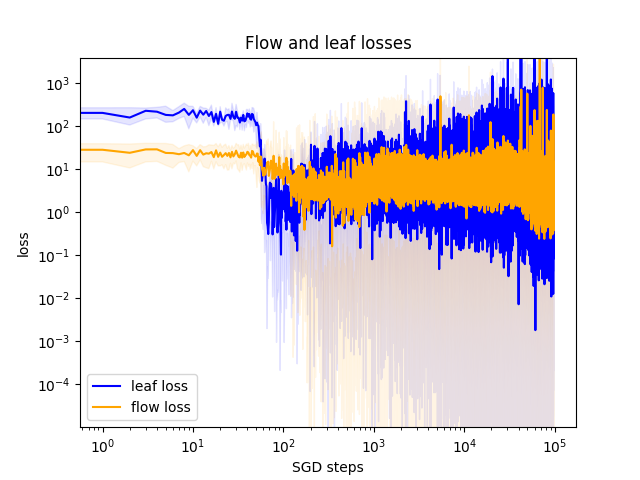 Flow and leaf losses
loss
10³
10²
10¹
10⁰
10⁻¹
10⁻²
10⁻³
10⁻⁴
leaf loss
flow loss
10⁰ 10¹ 10² 10³ 10⁴ 10⁵
SGD steps